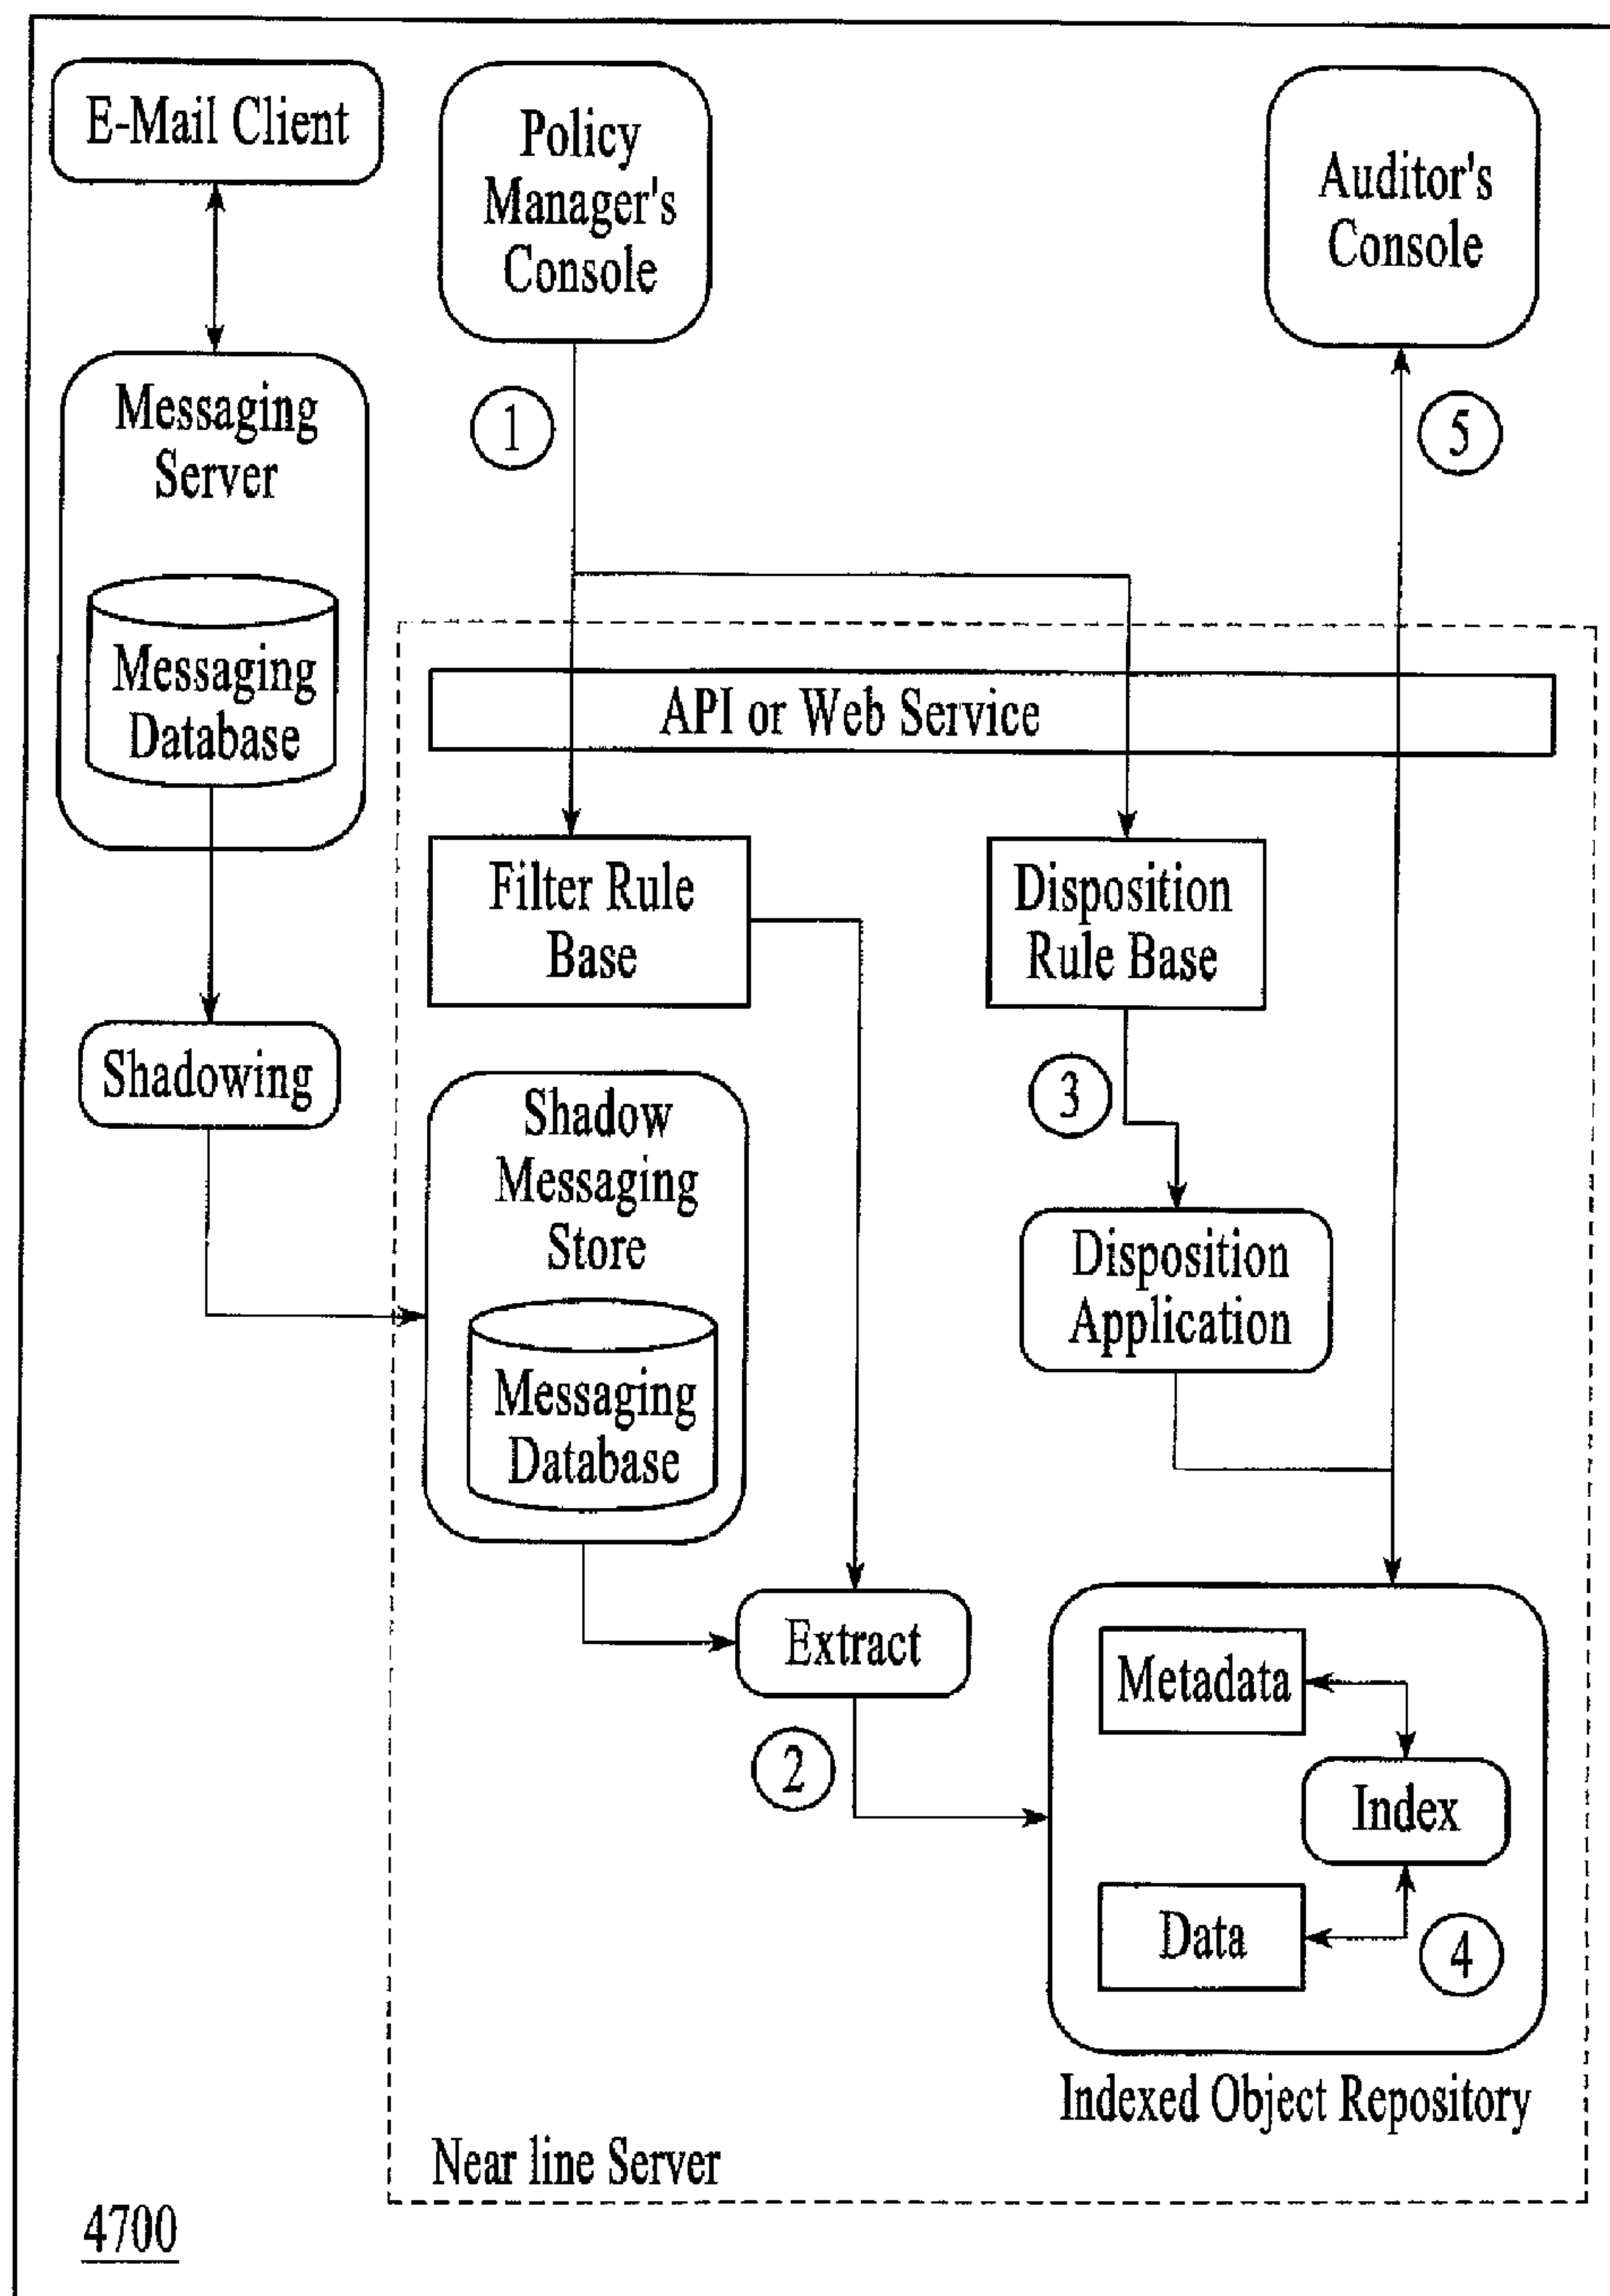 E-Mail Client
Policy
Manager's
Console
Auditor's
Console
Messaging
Server
1
5
Messaging
Database
API or Web Service
Filter Rule
Base
Disposition
Rule Base
Shadowing
3
Shadow
Messaging
Store
Disposition
Application
Messaging
Database
Extract
Metadata
2
Index
Data
4
Indexed Object Repository
Near line Server
4700